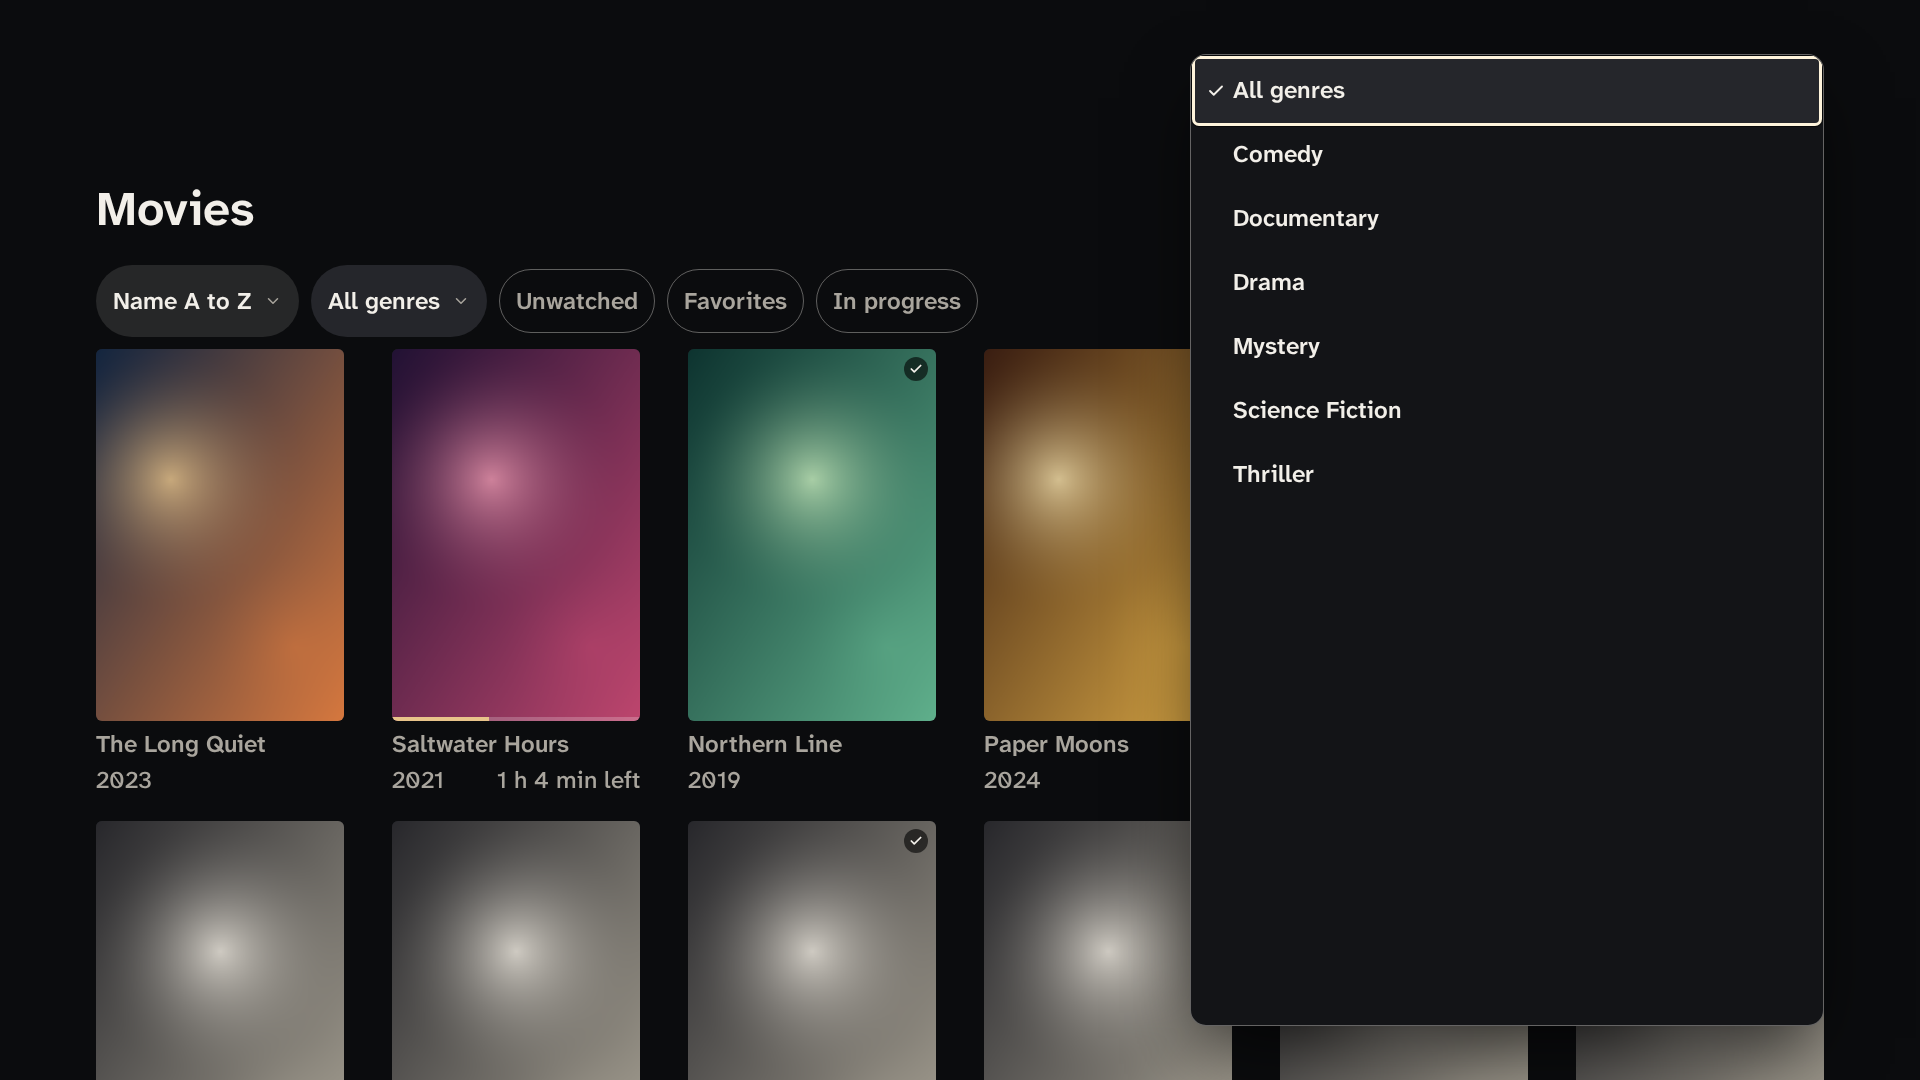 Movies
Name A to Z
All genres
Unwatched
Favorites
In progress
The Long Quiet
2023
Saltwater Hours
2021 1 h 4 min left
Northern Line
2019
Paper Moons
2024
All genres
Comedy
Documentary
Drama
Mystery
Science Fiction
Thriller